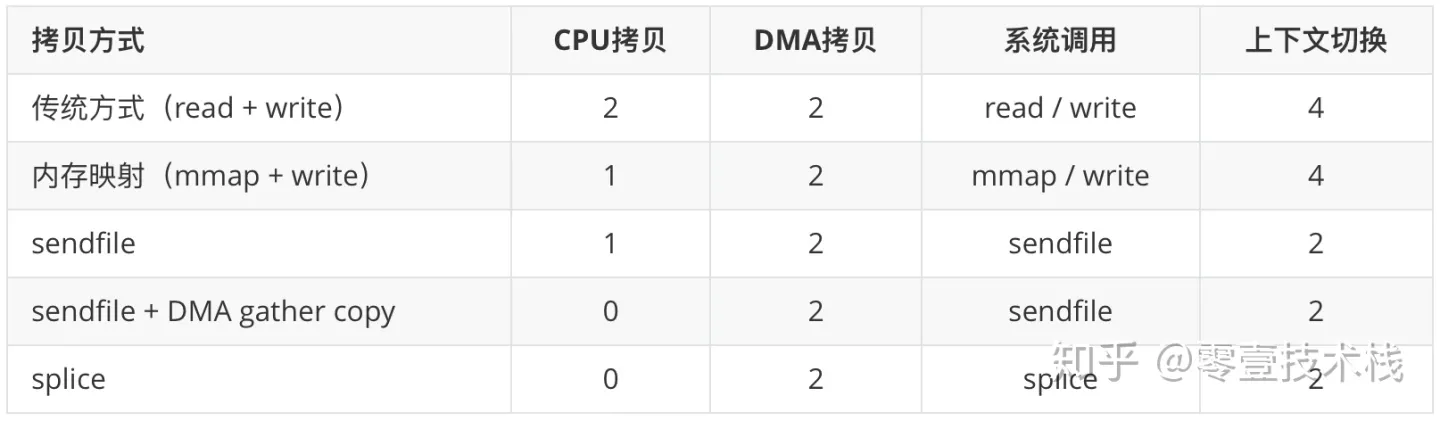 拷贝方式 CPU拷贝 DMA拷贝 系统调用 上下文切换
传统方式（read + write） 2 2 read / write 4
内存映射（mmap + write） 1 2 mmap / write 4
sendfile 1 2 sendfile 2
sendfile + DMA gather copy 0 2 sendfile 2
splice 0 2 splice 2
知乎 @零壹技术栈